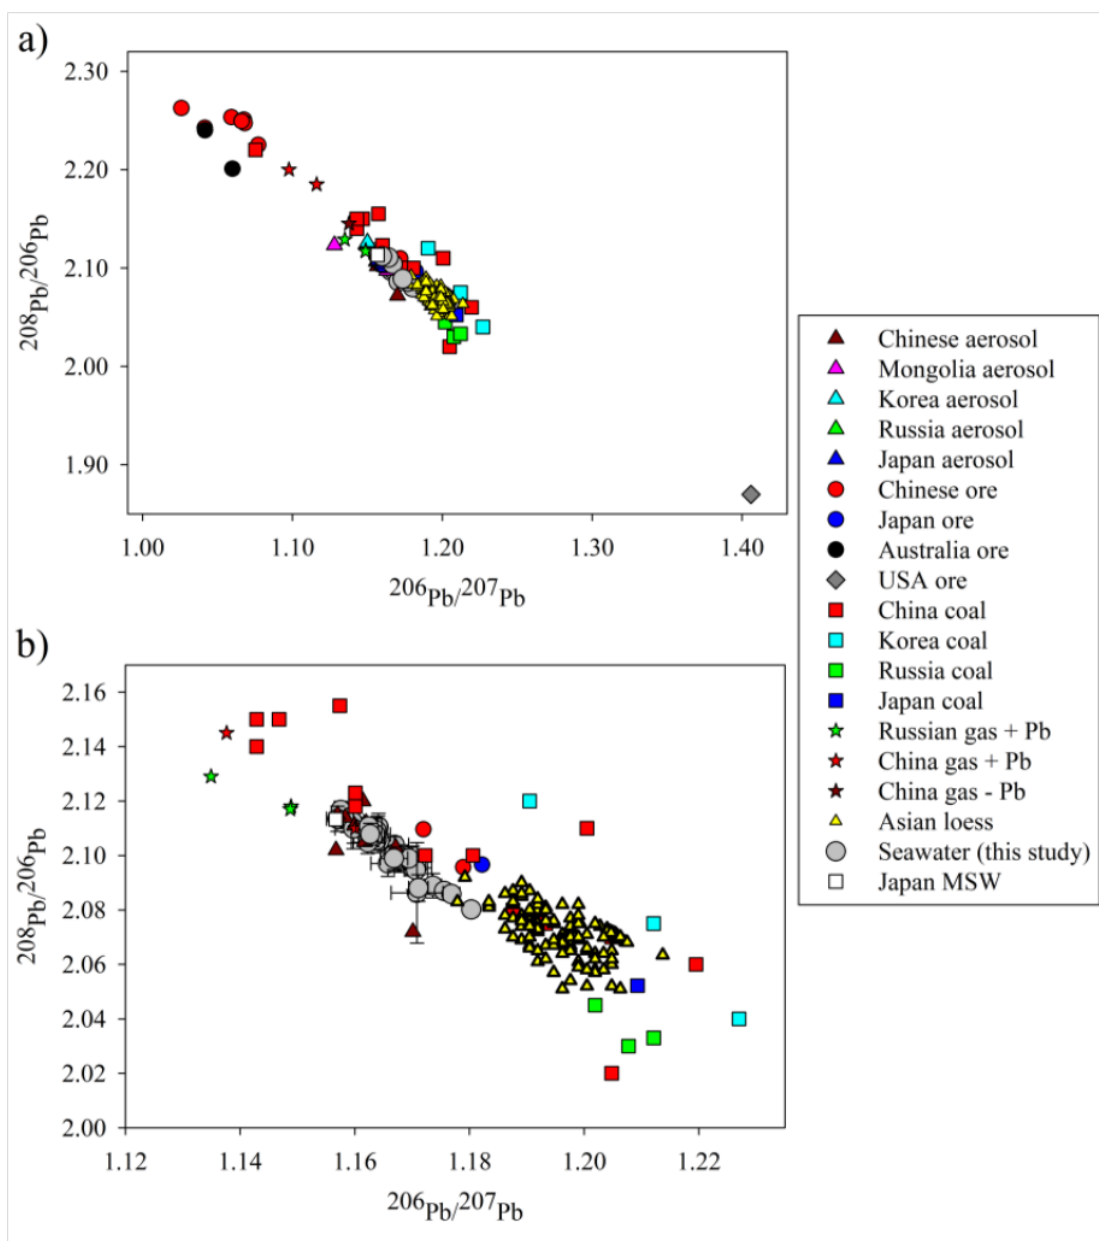 a)
2.30
2.20
2.10
2.00
1.90
208Pb/206Pb
1.00 1.10 1.20 1.30 1.40
206Pb/207Pb
Chinese aerosol
Mongolia aerosol
Korea aerosol
Russia aerosol
Japan aerosol
Chinese ore
Japan ore
Australia ore
USA ore
China coal
Korea coal
Russia coal
Japan coal
Russian gas + Pb
China gas + Pb
China gas - Pb
Asian loess
Seawater (this study)
Japan MSW
b)
2.16
2.14
2.12
2.10
2.08
2.06
2.04
2.02
2.00
208Pb/206Pb
1.12 1.14 1.16 1.18 1.20 1.22
206Pb/207Pb